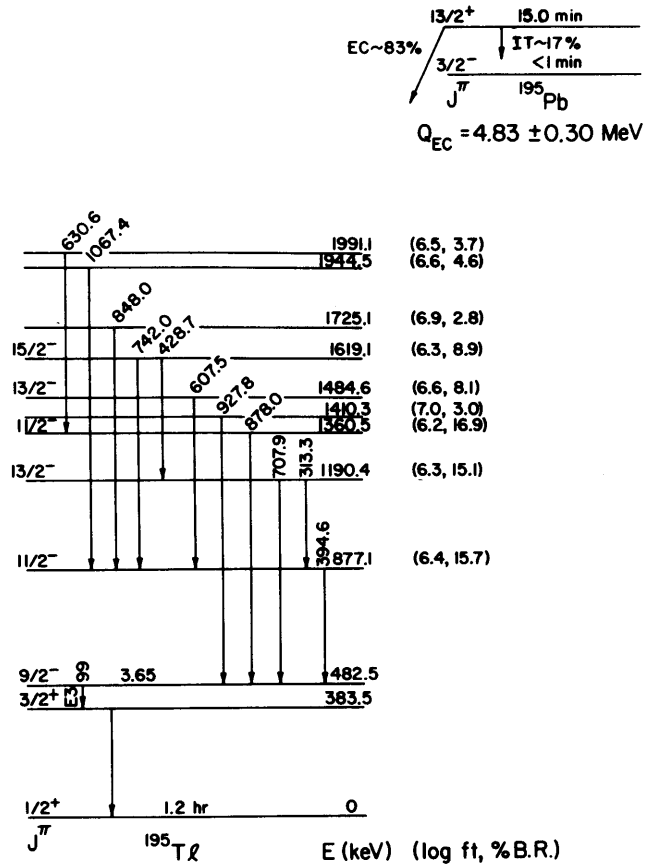 13/2+ 15.0 min
EC~83% IT~17%
3/2- <1 min
Jπ 195Pb
QEC = 4.83 ±0.30 MeV
630.6 1991.1 (6.5, 3.7)
1067.4 1944.5 (6.6, 4.6)
848.0 1725.1 (6.9, 2.8)
15/2- 742.0 428.7 1619.1 (6.3, 8.9)
13/2- 607.5 1484.6 (6.6, 8.1)
927.8 1410.3 (7.0, 3.0)
11/2- 878.0 1360.5 (6.2, 16.9)
13/2- 707.9 313.3 1190.4 (6.3, 15.1)
11/2- 394.6 877.1 (6.4, 15.7)
9/2- 3.65 482.5
3/2+ E3 99 383.5
1/2+ 1.2 hr 0
Jπ 195Tℓ E (keV) (log ft, %B.R.)